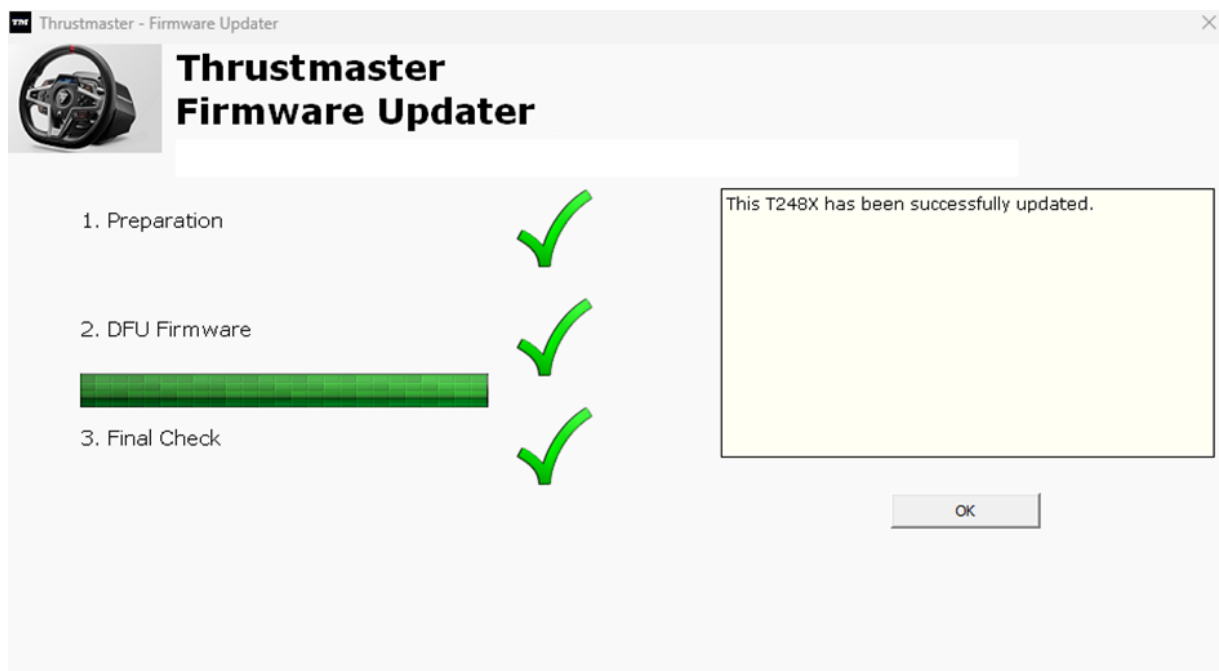 TM Thrustmaster - Firmware Updater
Thrustmaster
Firmware Updater
1. Preparation
2. DFU Firmware
3. Final Check
This T248X has been successfully updated.
OK